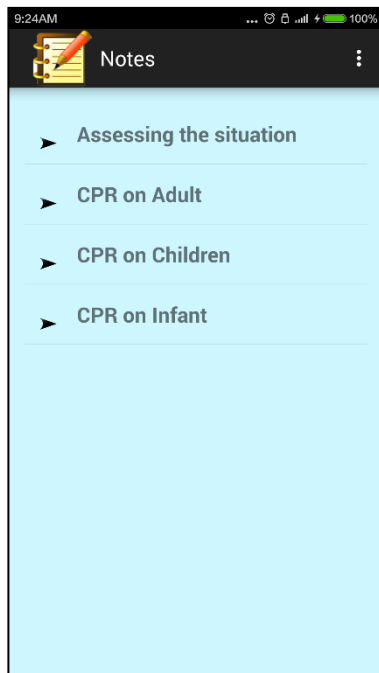 9:24AM ... 100%
Notes
Assessing the situation
CPR on Adult
CPR on Children
CPR on Infant